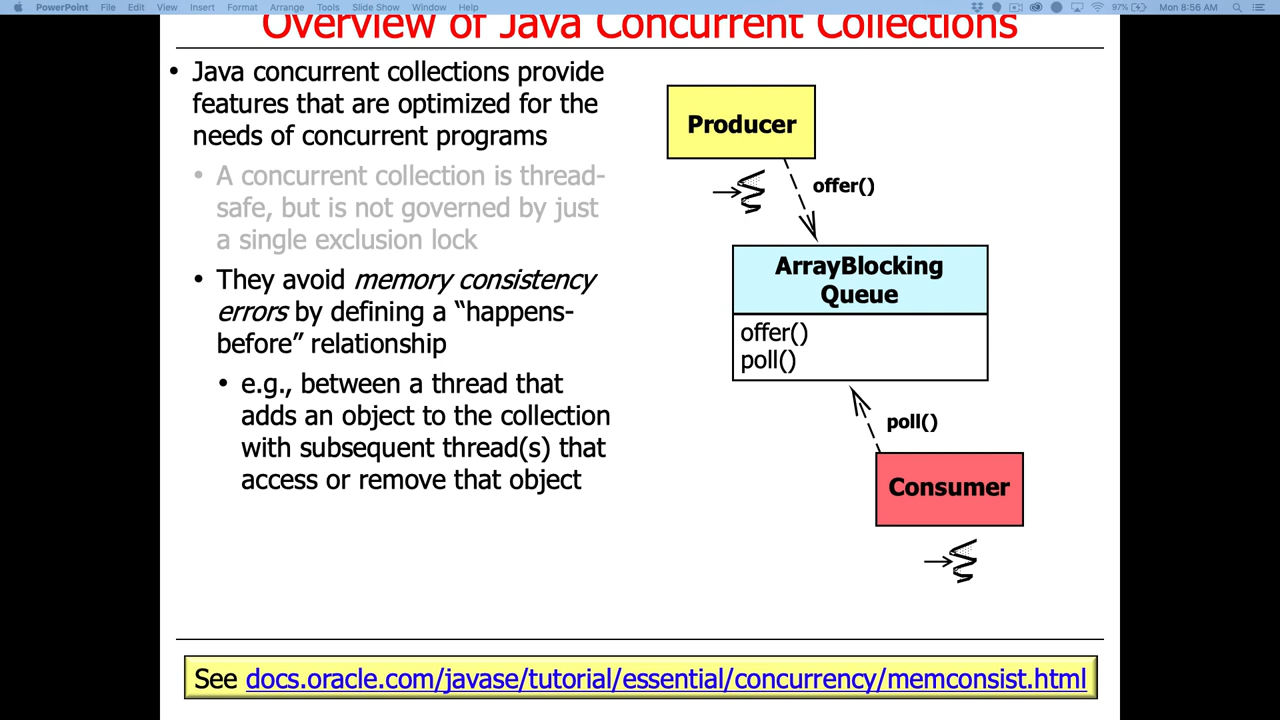 PowerPoint File Edit View Insert Format Arrange Tools Slide Show Window Help 97% Mon 8:56 AM
Overview of Java Concurrent Collections
• Java concurrent collections provide
features that are optimized for the
needs of concurrent programs
• A concurrent collection is thread-
safe, but is not governed by just
a single exclusion lock
• They avoid memory consistency
errors by defining a “happens-
before” relationship
• e.g., between a thread that
adds an object to the collection
with subsequent thread(s) that
access or remove that object
Producer
offer()
ArrayBlocking
Queue
offer()
poll()
poll()
Consumer
See docs.oracle.com/javase/tutorial/essential/concurrency/memconsist.html